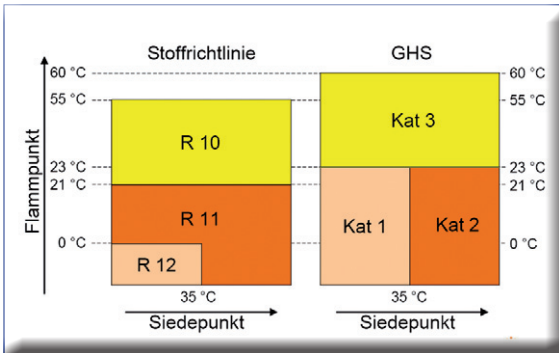 Stoffrichtlinie
GHS
Flammpunkt
60 °C
60 °C
55 °C
55 °C
R 10
Kat 3
23 °C
23 °C
21 °C
21 °C
R 11
Kat 1
Kat 2
0 °C
0 °C
R 12
35 °C
35 °C
Siedepunkt
Siedepunkt